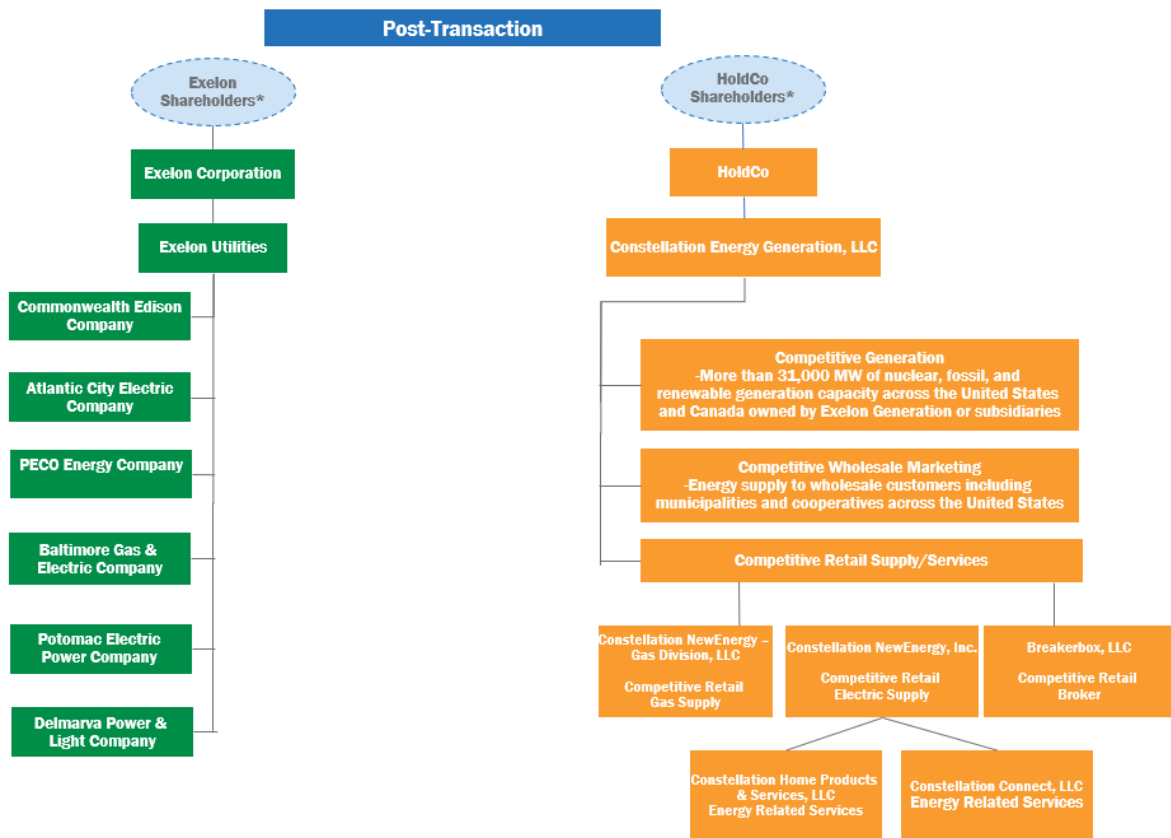 Post-Transaction
Exelon
Shareholders*
HoldCo
Shareholders*
Exelon Corporation
HoldCo
Exelon Utilities
Constellation Energy Generation, LLC
Commonwealth Edison
Company
Atlantic City Electric
Company
PECO Energy Company
Baltimore Gas &
Electric Company
Potomac Electric
Power Company
Delmarva Power &
Light Company
Competitive Generation
-More than 31,000 MW of nuclear, fossil, and
renewable generation capacity across the United States
and Canada owned by Exelon Generation or subsidiaries
Competitive Wholesale Marketing
-Energy supply to wholesale customers including
municipalities and cooperatives across the United States
Competitive Retail Supply/Services
Constellation NewEnergy –
Gas Division, LLC
Competitive Retail
Gas Supply
Constellation NewEnergy, Inc.
Competitive Retail
Electric Supply
Breakerbox, LLC
Competitive Retail
Broker
Constellation Home Products
& Services, LLC
Energy Related Services
Constellation Connect, LLC
Energy Related Services